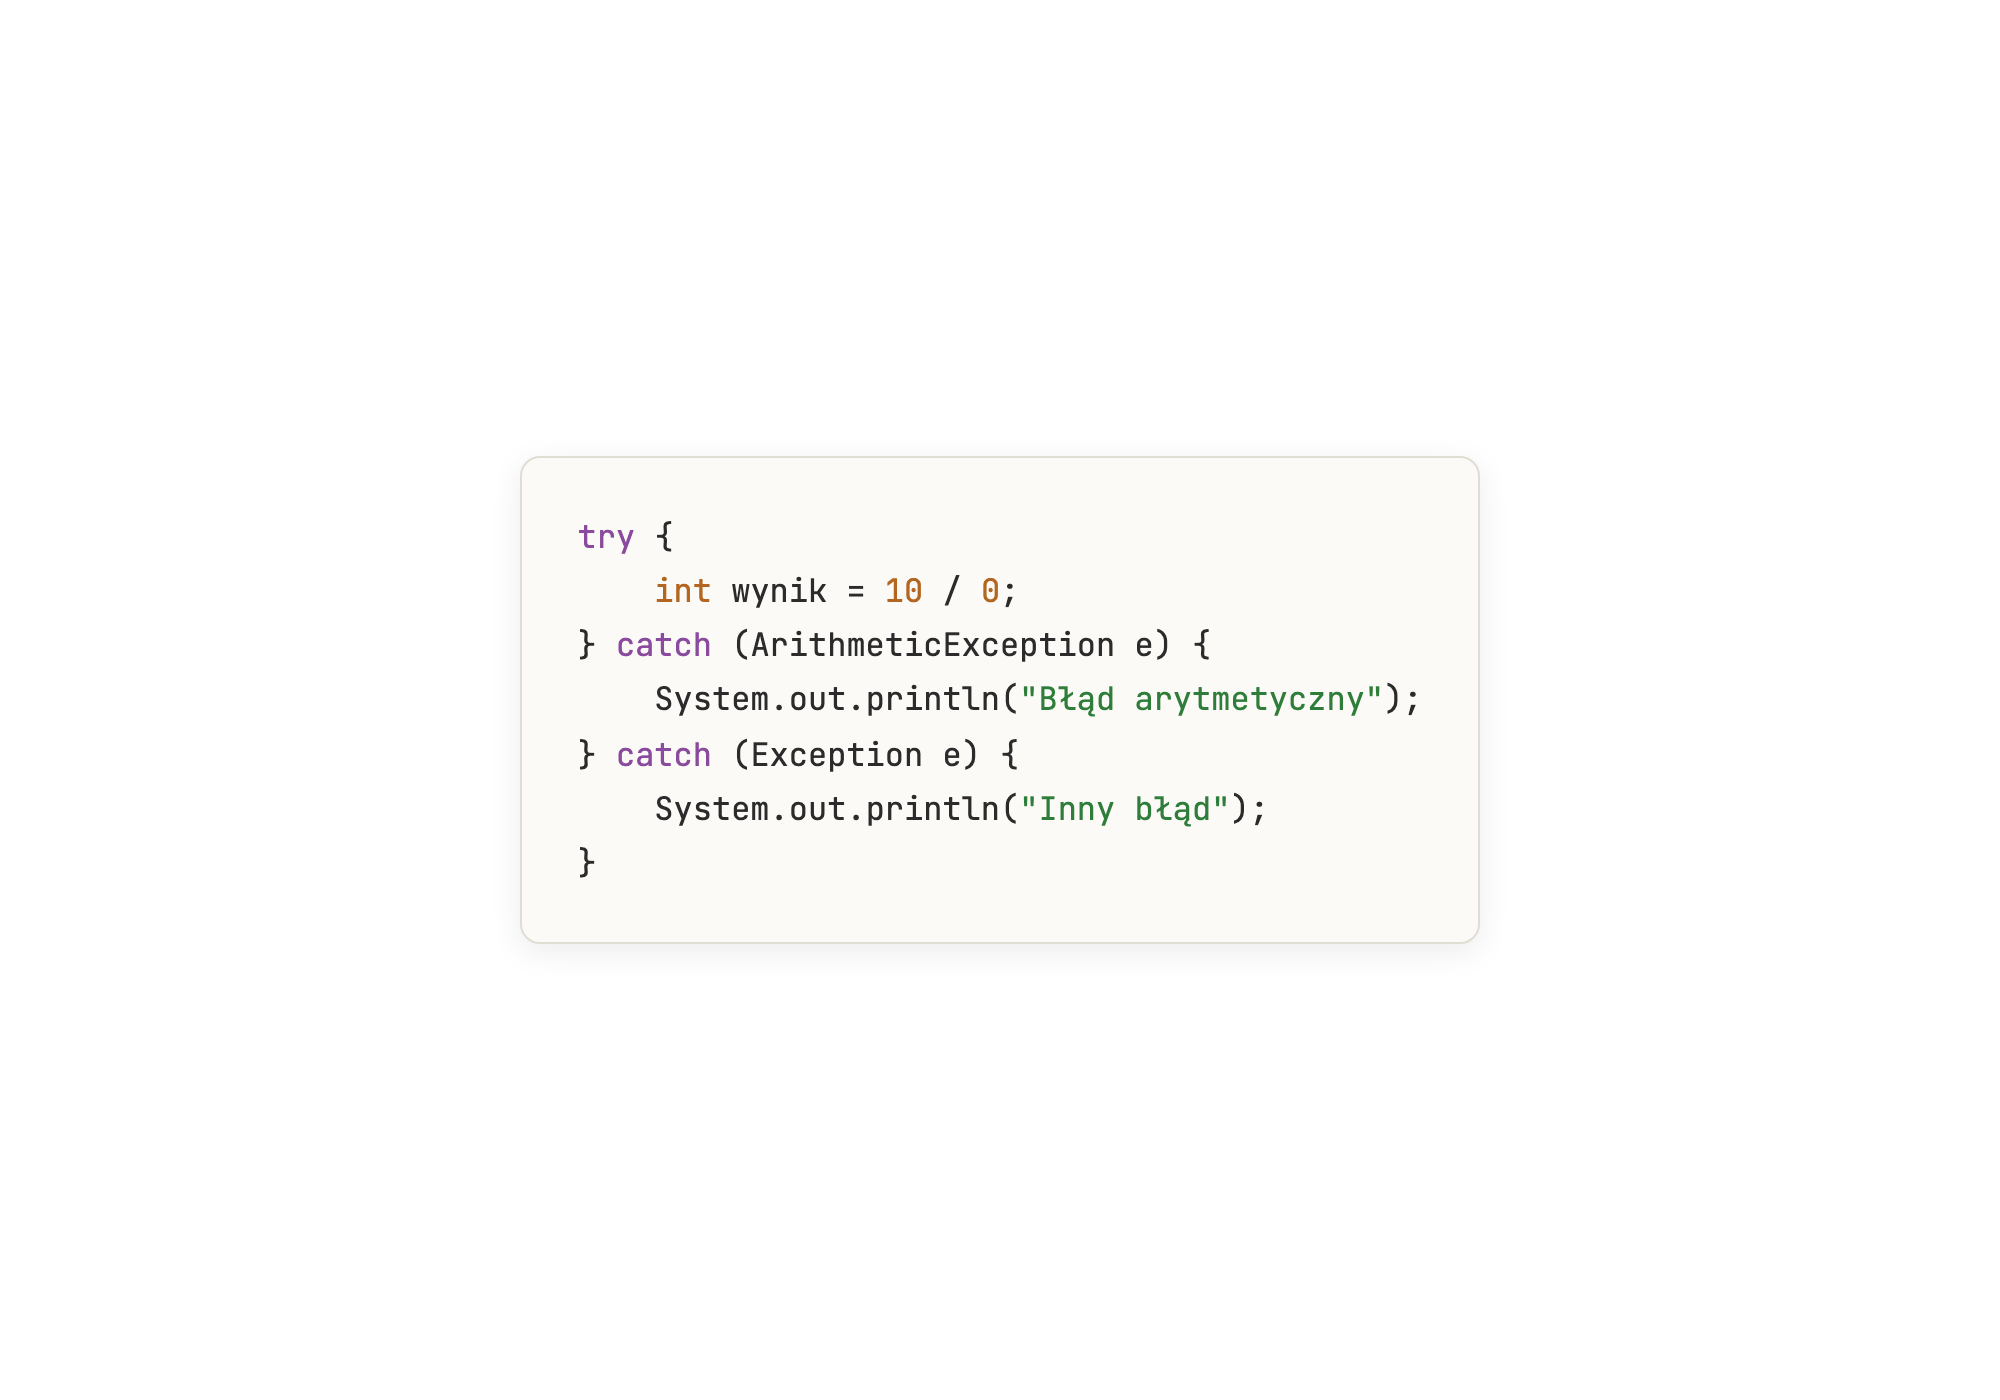 try {
    int wynik = 10 / 0;
} catch (ArithmeticException e) {
    System.out.println("Błąd arytmetyczny");
} catch (Exception e) {
    System.out.println("Inny błąd");
}